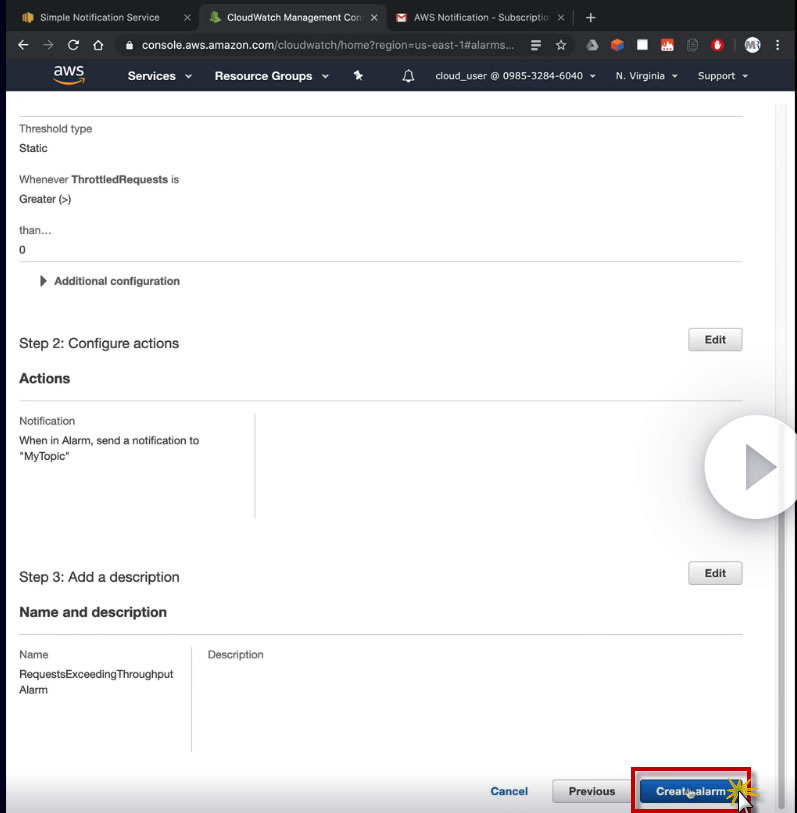 Simple Notification Service
CloudWatch Management Con
AWS Notification - Subscriptio
console.aws.amazon.com/cloudwatch/home?region=us-east-1#alarms...
aws
Services
Resource Groups
cloud_user @ 0985-3284-6040
N. Virginia
Support
Threshold type
Static
Whenever ThrottledRequests is
Greater (>)
than...
0
Additional configuration
Step 2: Configure actions
Edit
Actions
Notification
When in Alarm, send a notification to
"MyTopic"
Step 3: Add a description
Edit
Name and description
Name
Description
RequestsExceedingThroughput
Alarm
Cancel
Previous
Create alarm